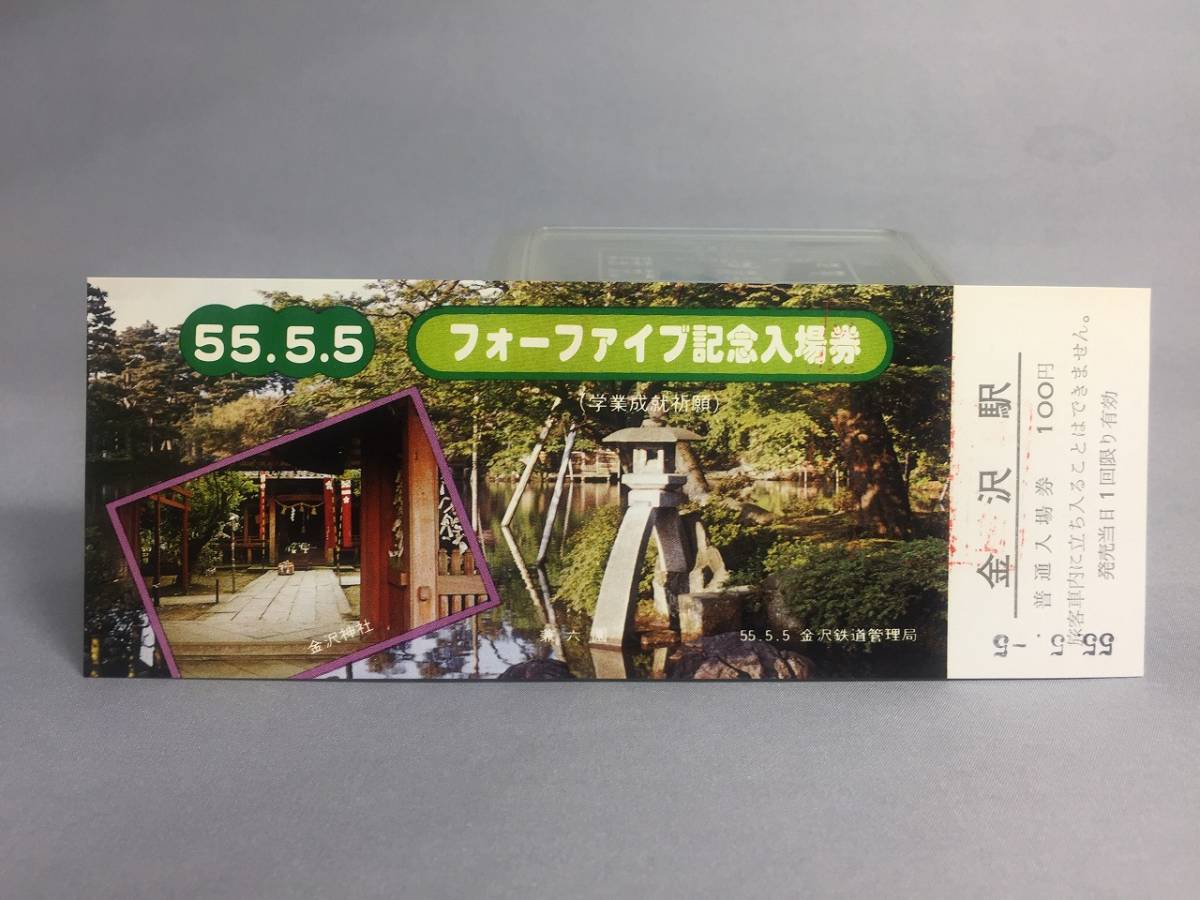 55.5.5
フォーファイブ記念入場券
(学業成就祈願)
金沢神社
兼六園
55.5.5 金沢鉄道管理局
金沢駅
普通入場券 100円
旅客車内に立ち入ることはできません。
発売当日1回限り有効
55.5.-5